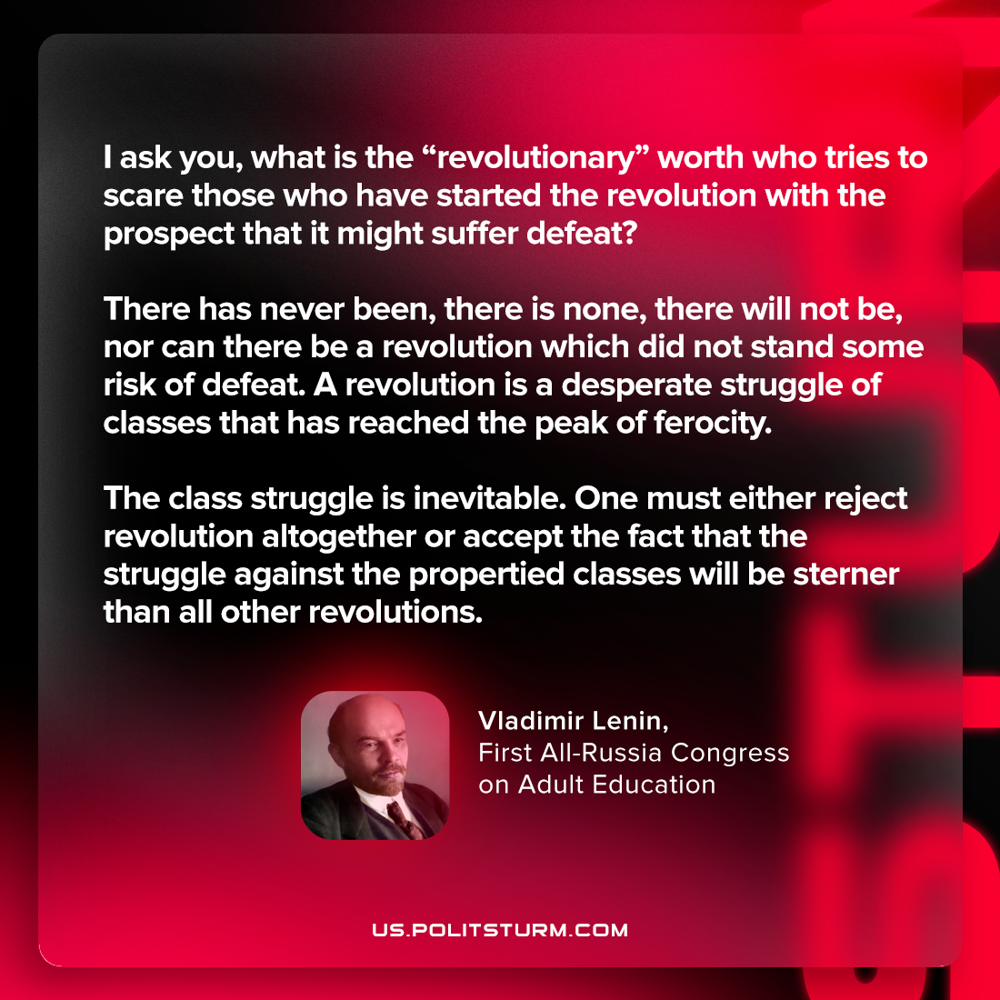 I ask you, what is the “revolutionary” worth who tries to
scare those who have started the revolution with the
prospect that it might suffer defeat?
There has never been, there is none, there will not be,
nor can there be a revolution which did not stand some
risk of defeat. A revolution is a desperate struggle of
classes that has reached the peak of ferocity.
The class struggle is inevitable. One must either reject
revolution altogether or accept the fact that the
struggle against the propertied classes will be sterner
than all other revolutions.
Vladimir Lenin,
First All-Russia Congress
on Adult Education
US.POLITSTURM.COM